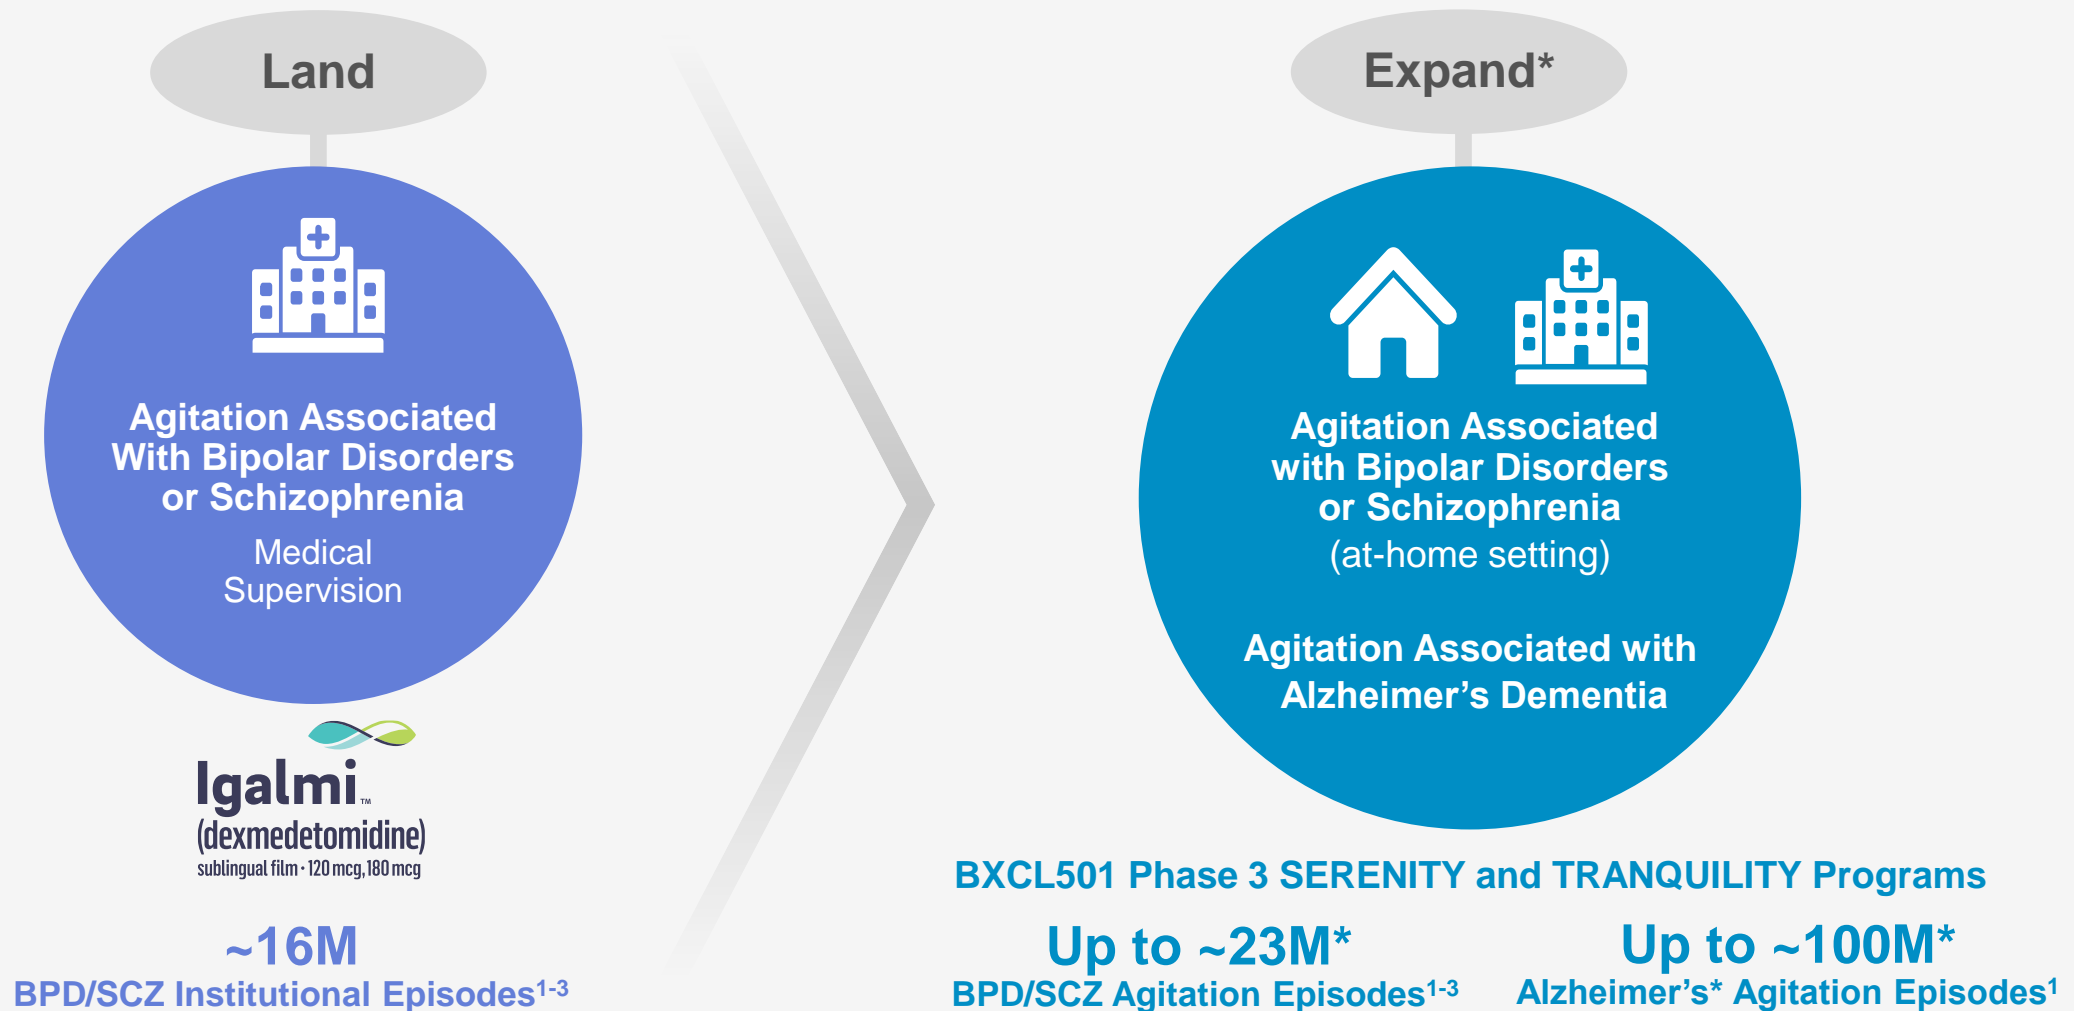 Land
Agitation Associated
With Bipolar Disorders
or Schizophrenia
Medical
Supervision
Igalmi™
(dexmedetomidine)
sublingual film • 120 mcg, 180 mcg
~16M
BPD/SCZ Institutional Episodes1-3
Expand*
Agitation Associated
with Bipolar Disorders
or Schizophrenia
(at-home setting)
Agitation Associated with
Alzheimer’s Dementia
BXCL501 Phase 3 SERENITY and TRANQUILITY Programs
Up to ~23M*
BPD/SCZ Agitation Episodes1-3
Up to ~100M*
Alzheimer’s* Agitation Episodes1